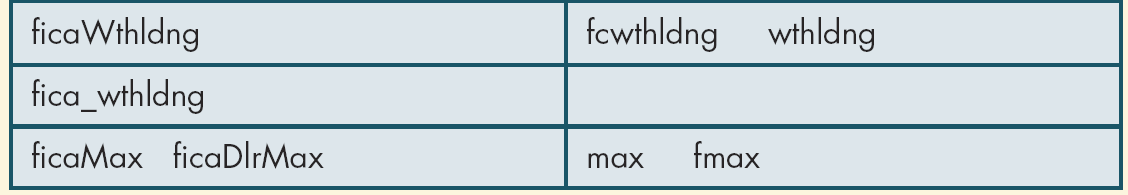 ficaWthldng fcwthldng wthldng
fica_wthldng
ficaMax ficaDlrMax max fmax